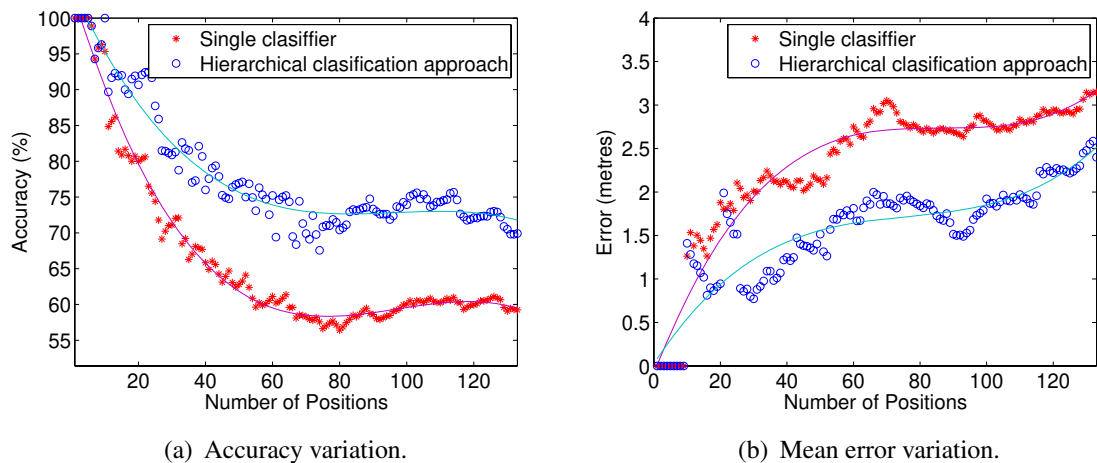 100
95
90
85
80
75
70
65
60
55
Accuracy (%)
20 40 60 80 100 120
Number of Positions
Single clasiffier
Hierarchical clasification approach
(a) Accuracy variation.
4
3.5
3
2.5
2
1.5
1
0.5
0
Error (metres)
0 20 40 60 80 100 120
Number of Positions
Single clasiffier
Hierarchical clasification approach
(b) Mean error variation.